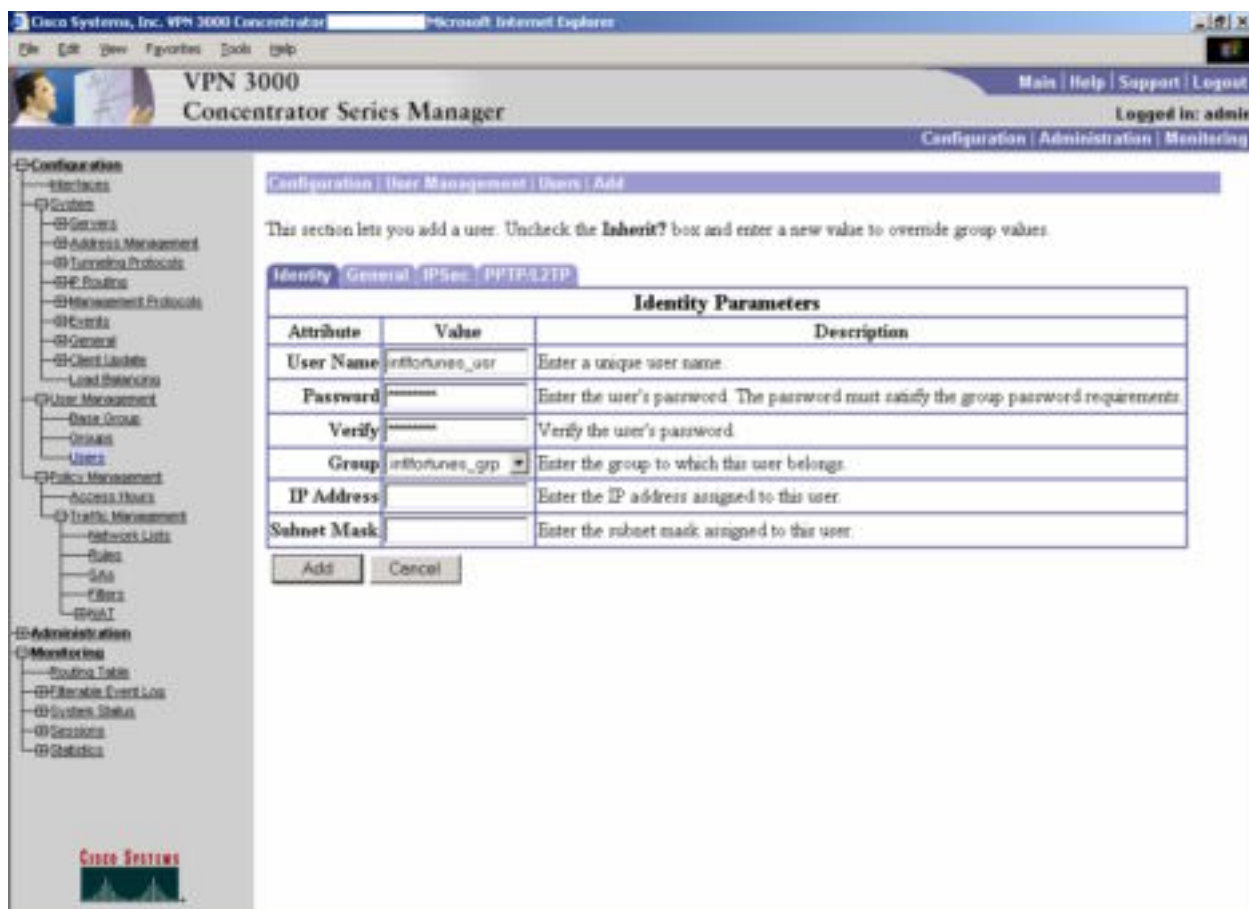 Cisco Systems, Inc. VPN 3000 Concentrator Microsoft Internet Explorer
File Edit View Favorites Tools Help
VPN 3000
Concentrator Series Manager
Main | Help | Support | Logout
Logged in: admin
Configuration | Administration | Monitoring
Configuration
Interfaces
System
Servers
Address Management
Tunneling Protocols
IP Routing
Management Protocols
Events
General
Client Update
Load Balancing
User Management
Base Group
Groups
Users
Policy Management
Access Hours
Traffic Management
Network Lists
Rules
SAs
Filters
NAT
Administration
Monitoring
Routing Table
Filterable Event Log
System Status
Sessions
Statistics
Cisco Systems
Configuration | User Management | Users | Add
This section lets you add a user. Uncheck the Inherit? box and enter a new value to override group values.
Identity General IPSec PPTP/L2TP
Identity Parameters
Attribute Value Description
User Name intlfortunes_usr Enter a unique user name.
Password ******** Enter the user's password. The password must satisfy the group password requirements.
Verify ******** Verify the user's password.
Group intlfortunes_grp Enter the group to which this user belongs.
IP Address Enter the IP address assigned to this user.
Subnet Mask Enter the subnet mask assigned to this user.
Add Cancel